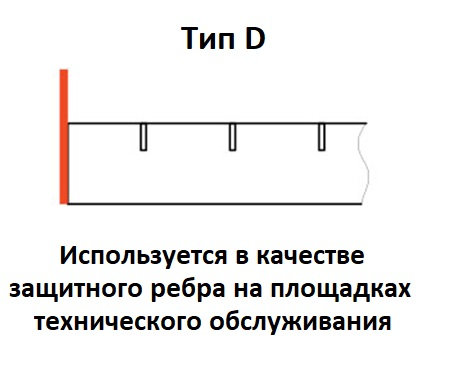 Тип D
Используется в качестве
защитного ребра на площадках
технического обслуживания